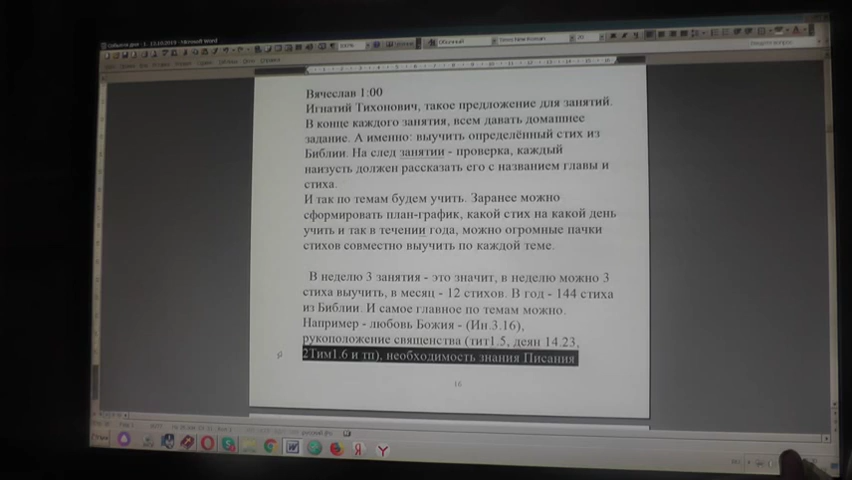 Вячеслав 1:00
Игнатий Тихонович, такое предложение для занятий.
В конце каждого занятия, всем давать домашнее
задание. А именно: выучить определённый стих из
Библии. На след занятии - проверка, каждый
наизусть должен рассказать его с названием главы и
стиха.
И так по темам будем учить. Заранее можно
сформировать план-график, какой стих на какой день
учить и так в течении года, можно огромные пачки
стихов совместно выучить по каждой теме.
В неделю 3 занятия - это значит, в неделю можно 3
стиха выучить, в месяц - 12 стихов. В год - 144 стиха
из Библии. И самое главное по темам можно.
Например - любовь Божия - (Ин.3.16),
рукоположение священства (тит1.5, деян 14.23,
2Тим1.6 и тп), необходимость знания Писания
16